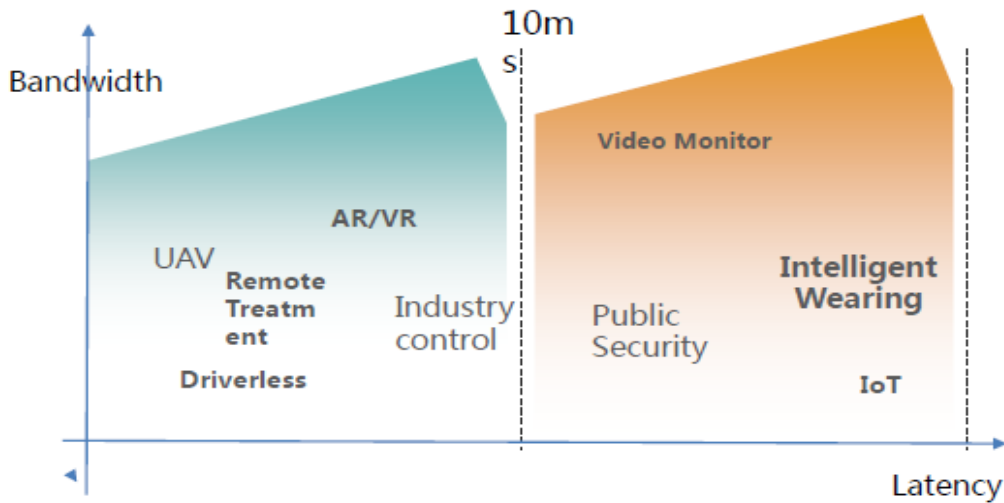 10m
s
Bandwidth
Video Monitor
AR/VR
UAV
Remote
Treatm
ent
Industry
control
Driverless
Intelligent
Wearing
Public
Security
IoT
Latency